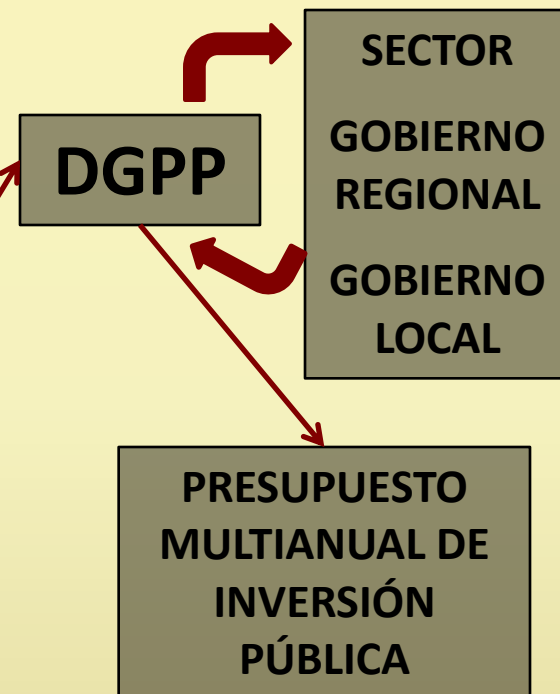 SECTOR
GOBIERNO
REGIONAL
GOBIERNO
LOCAL
DGPP
PRESUPUESTO
MULTIANUAL DE
INVERSIÓN
PÚBLICA